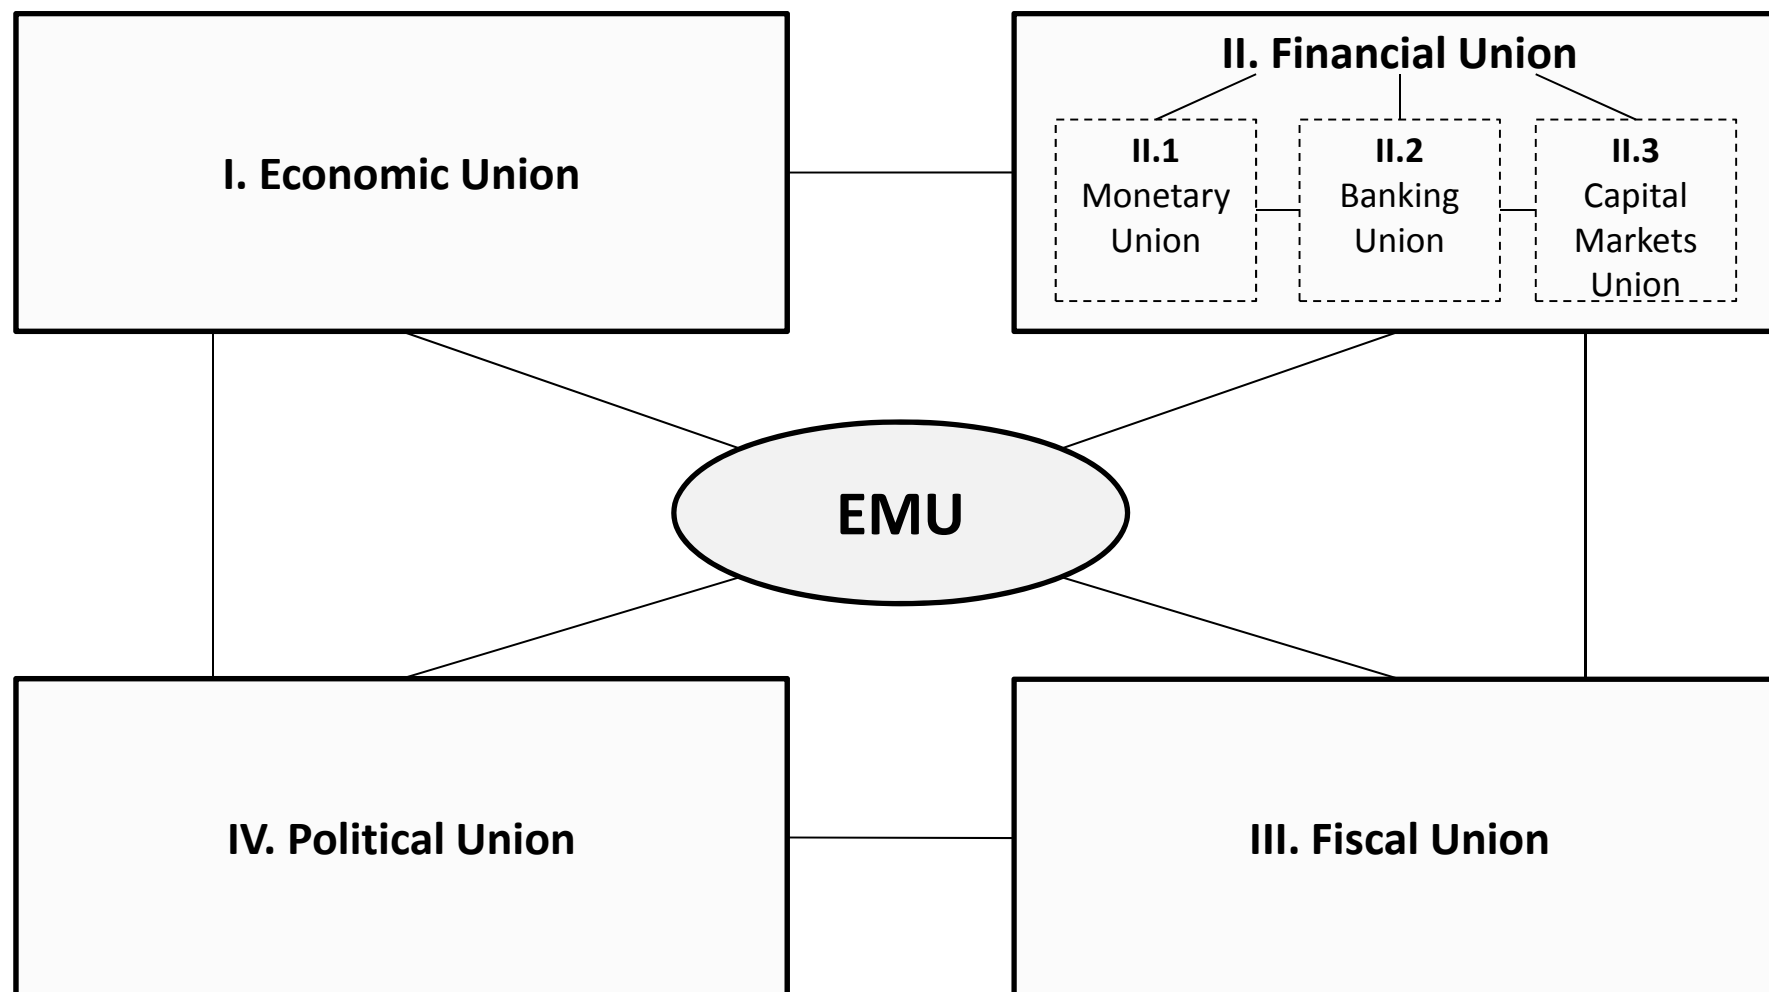 I. Economic Union
II. Financial Union
II.1
Monetary
Union
II.2
Banking
Union
II.3
Capital
Markets
Union
EMU
IV. Political Union
III. Fiscal Union